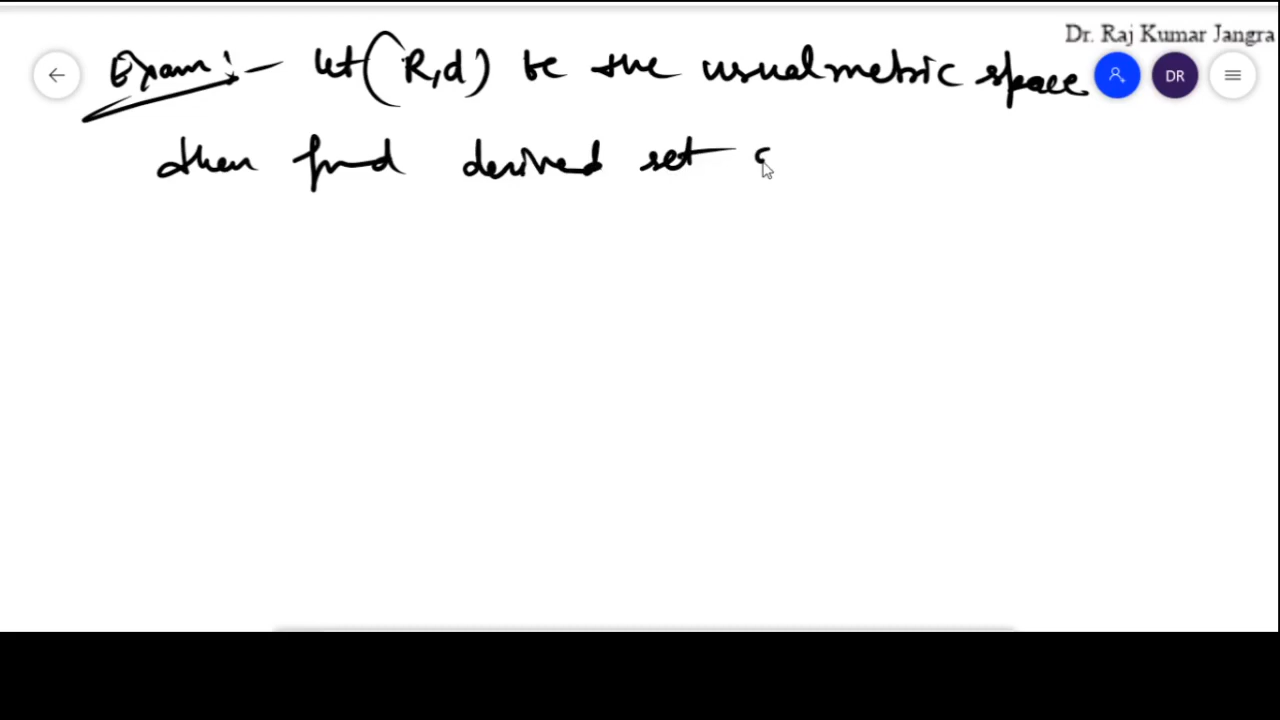 Dr. Raj Kumar Jangra
Exam :- let (R,d) be the usual metric space
DR
then find derived set